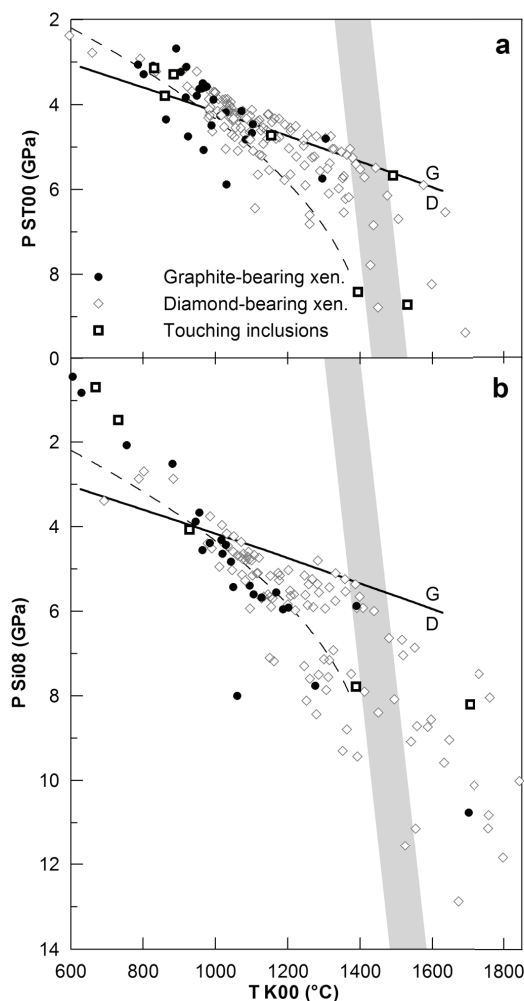 2
a
4
P ST00 (GPa)
6
G
D
Graphite-bearing xen.
Diamond-bearing xen.
Touching inclusions
8
0
b
2
4
G
D
6
P Si08 (GPa)
8
10
12
14
600 800 1000 1200 1400 1600 1800
T K00 (°C)